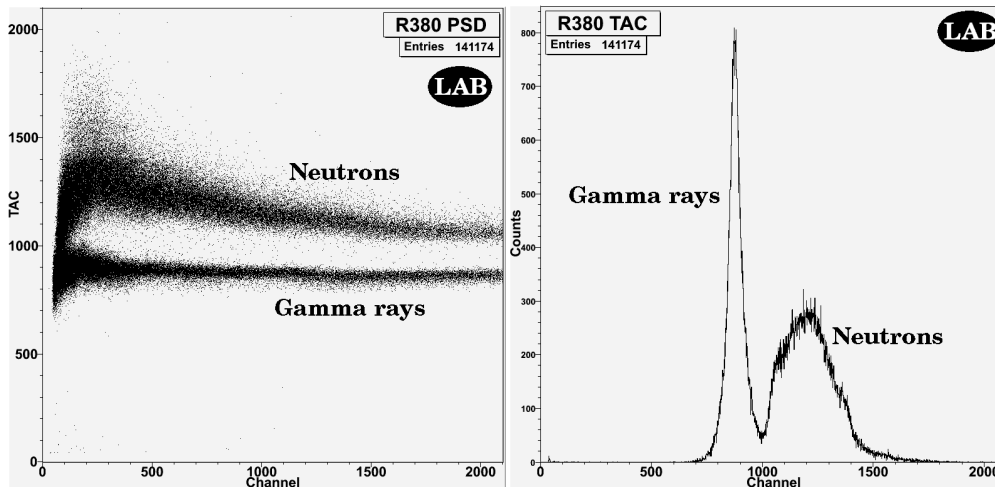 R380 PSD
Entries 141174
LAB
2000
1500
1000
500
0
TAC
Neutrons
Gamma rays
0 500 1000 1500 2000
Channel
R380 TAC
Entries 141174
LAB
800
700
600
500
400
300
200
100
0
Counts
Gamma rays
Neutrons
0 500 1000 1500 2000
Channel